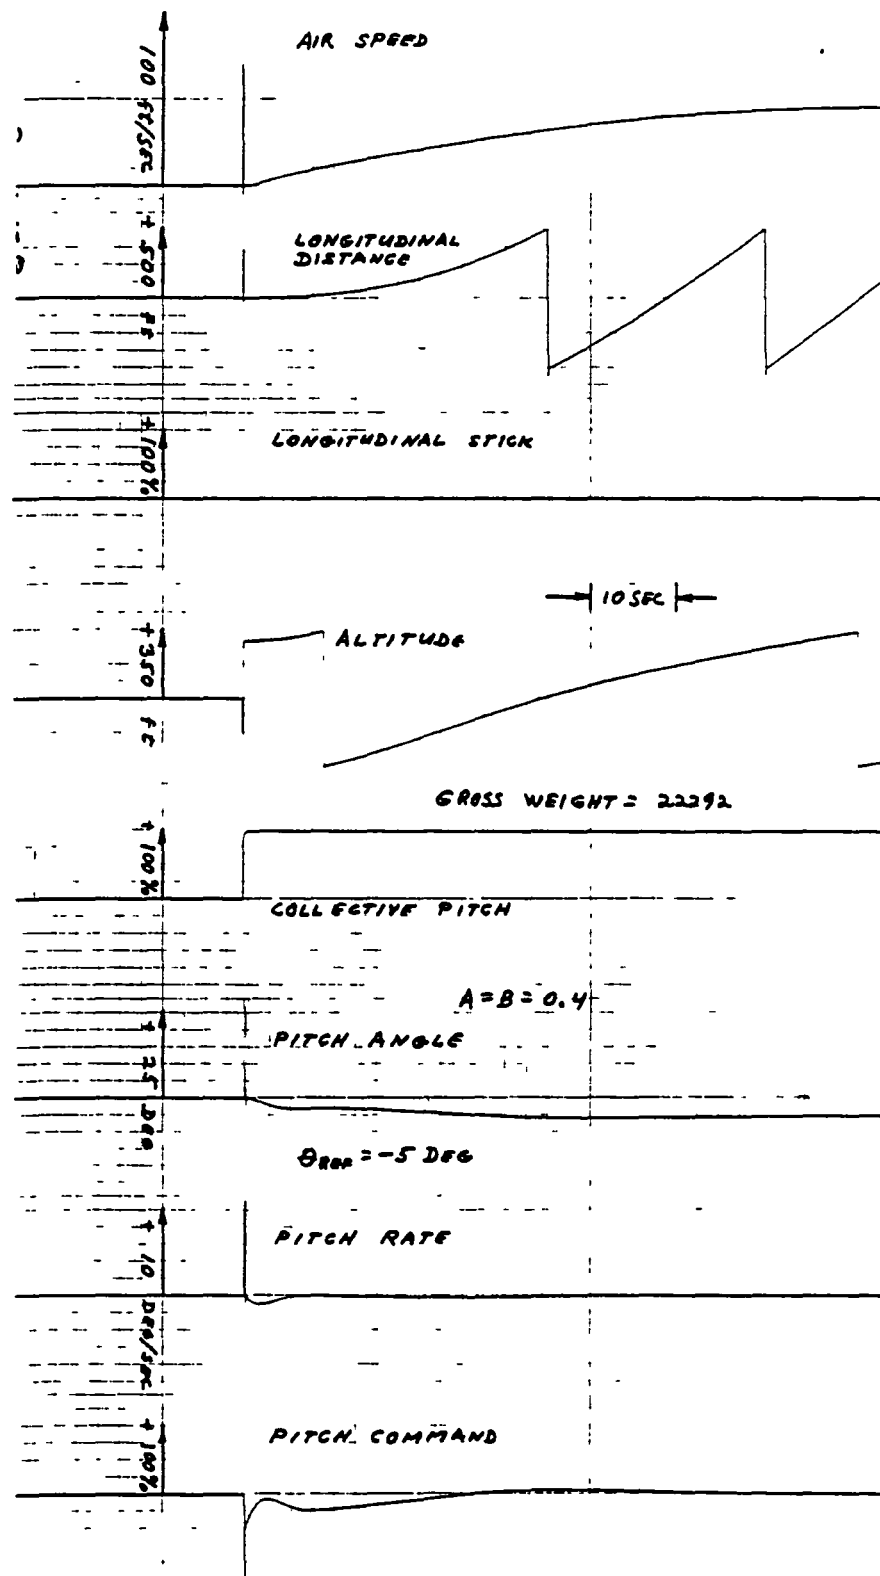 AIR SPEED
100 FT/SEC
LONGITUDINAL
DISTANCE
+ 500 FT
LONGITUDINAL STICK
+100%
10 SEC
ALTITUDE
+350 FT
GROSS WEIGHT = 22292
+100%
COLLECTIVE PITCH
A = B = 0.4
PITCH ANGLE
+ 25 DEG
θREF = -5 DEG
PITCH RATE
+ 10 DEG/SEC
PITCH COMMAND
+ 100%